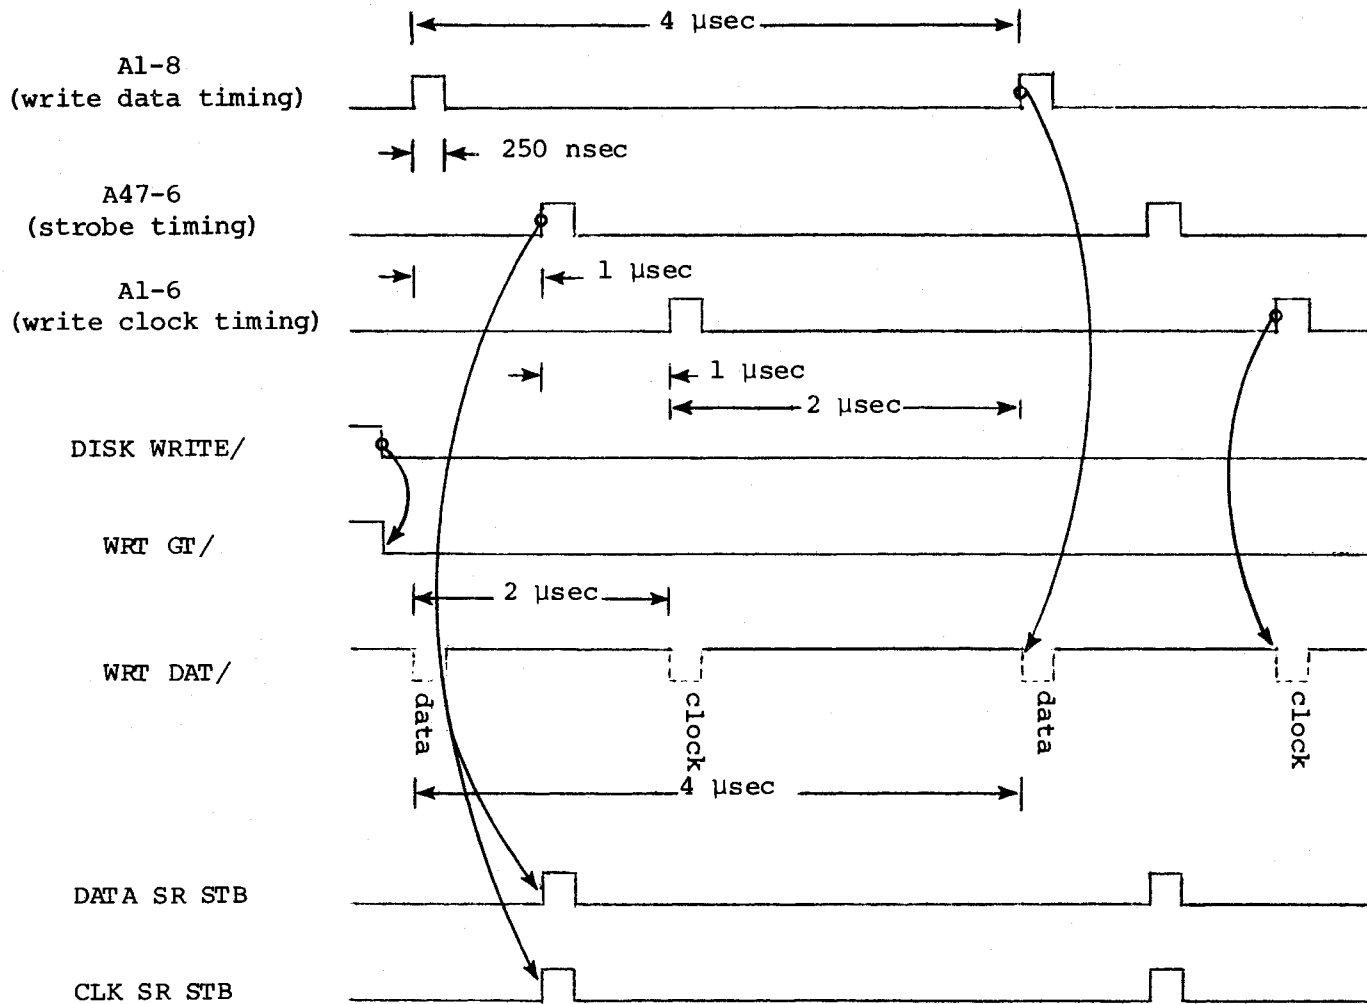 4 µsec
A1-8
(write data timing)
250 nsec
A47-6
(strobe timing)
1 µsec
A1-6
(write clock timing)
1 µsec
2 µsec
DISK WRITE/
WRT GT/
2 µsec
WRT DAT/
data
clock
data
clock
4 µsec
DATA SR STB
CLK SR STB